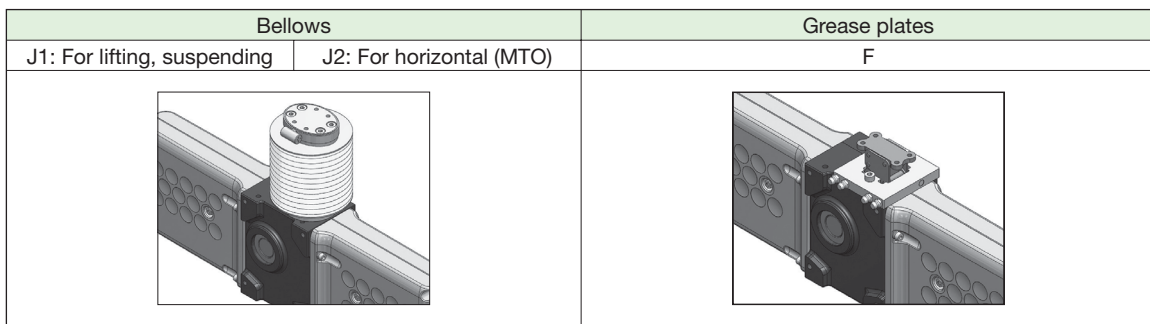 Bellows
Grease plates
J1: For lifting, suspending
J2: For horizontal (MTO)
F